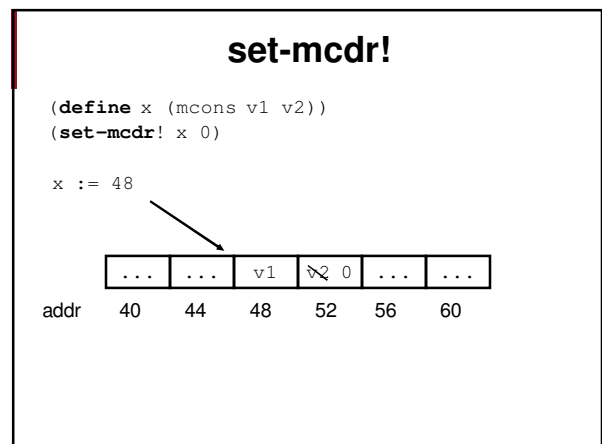 set-mcdr!
(define x (mcons v1 v2))
(set-mcdr! x 0)
x := 48
... ... v1 v2 0 ... ...
addr 40 44 48 52 56 60